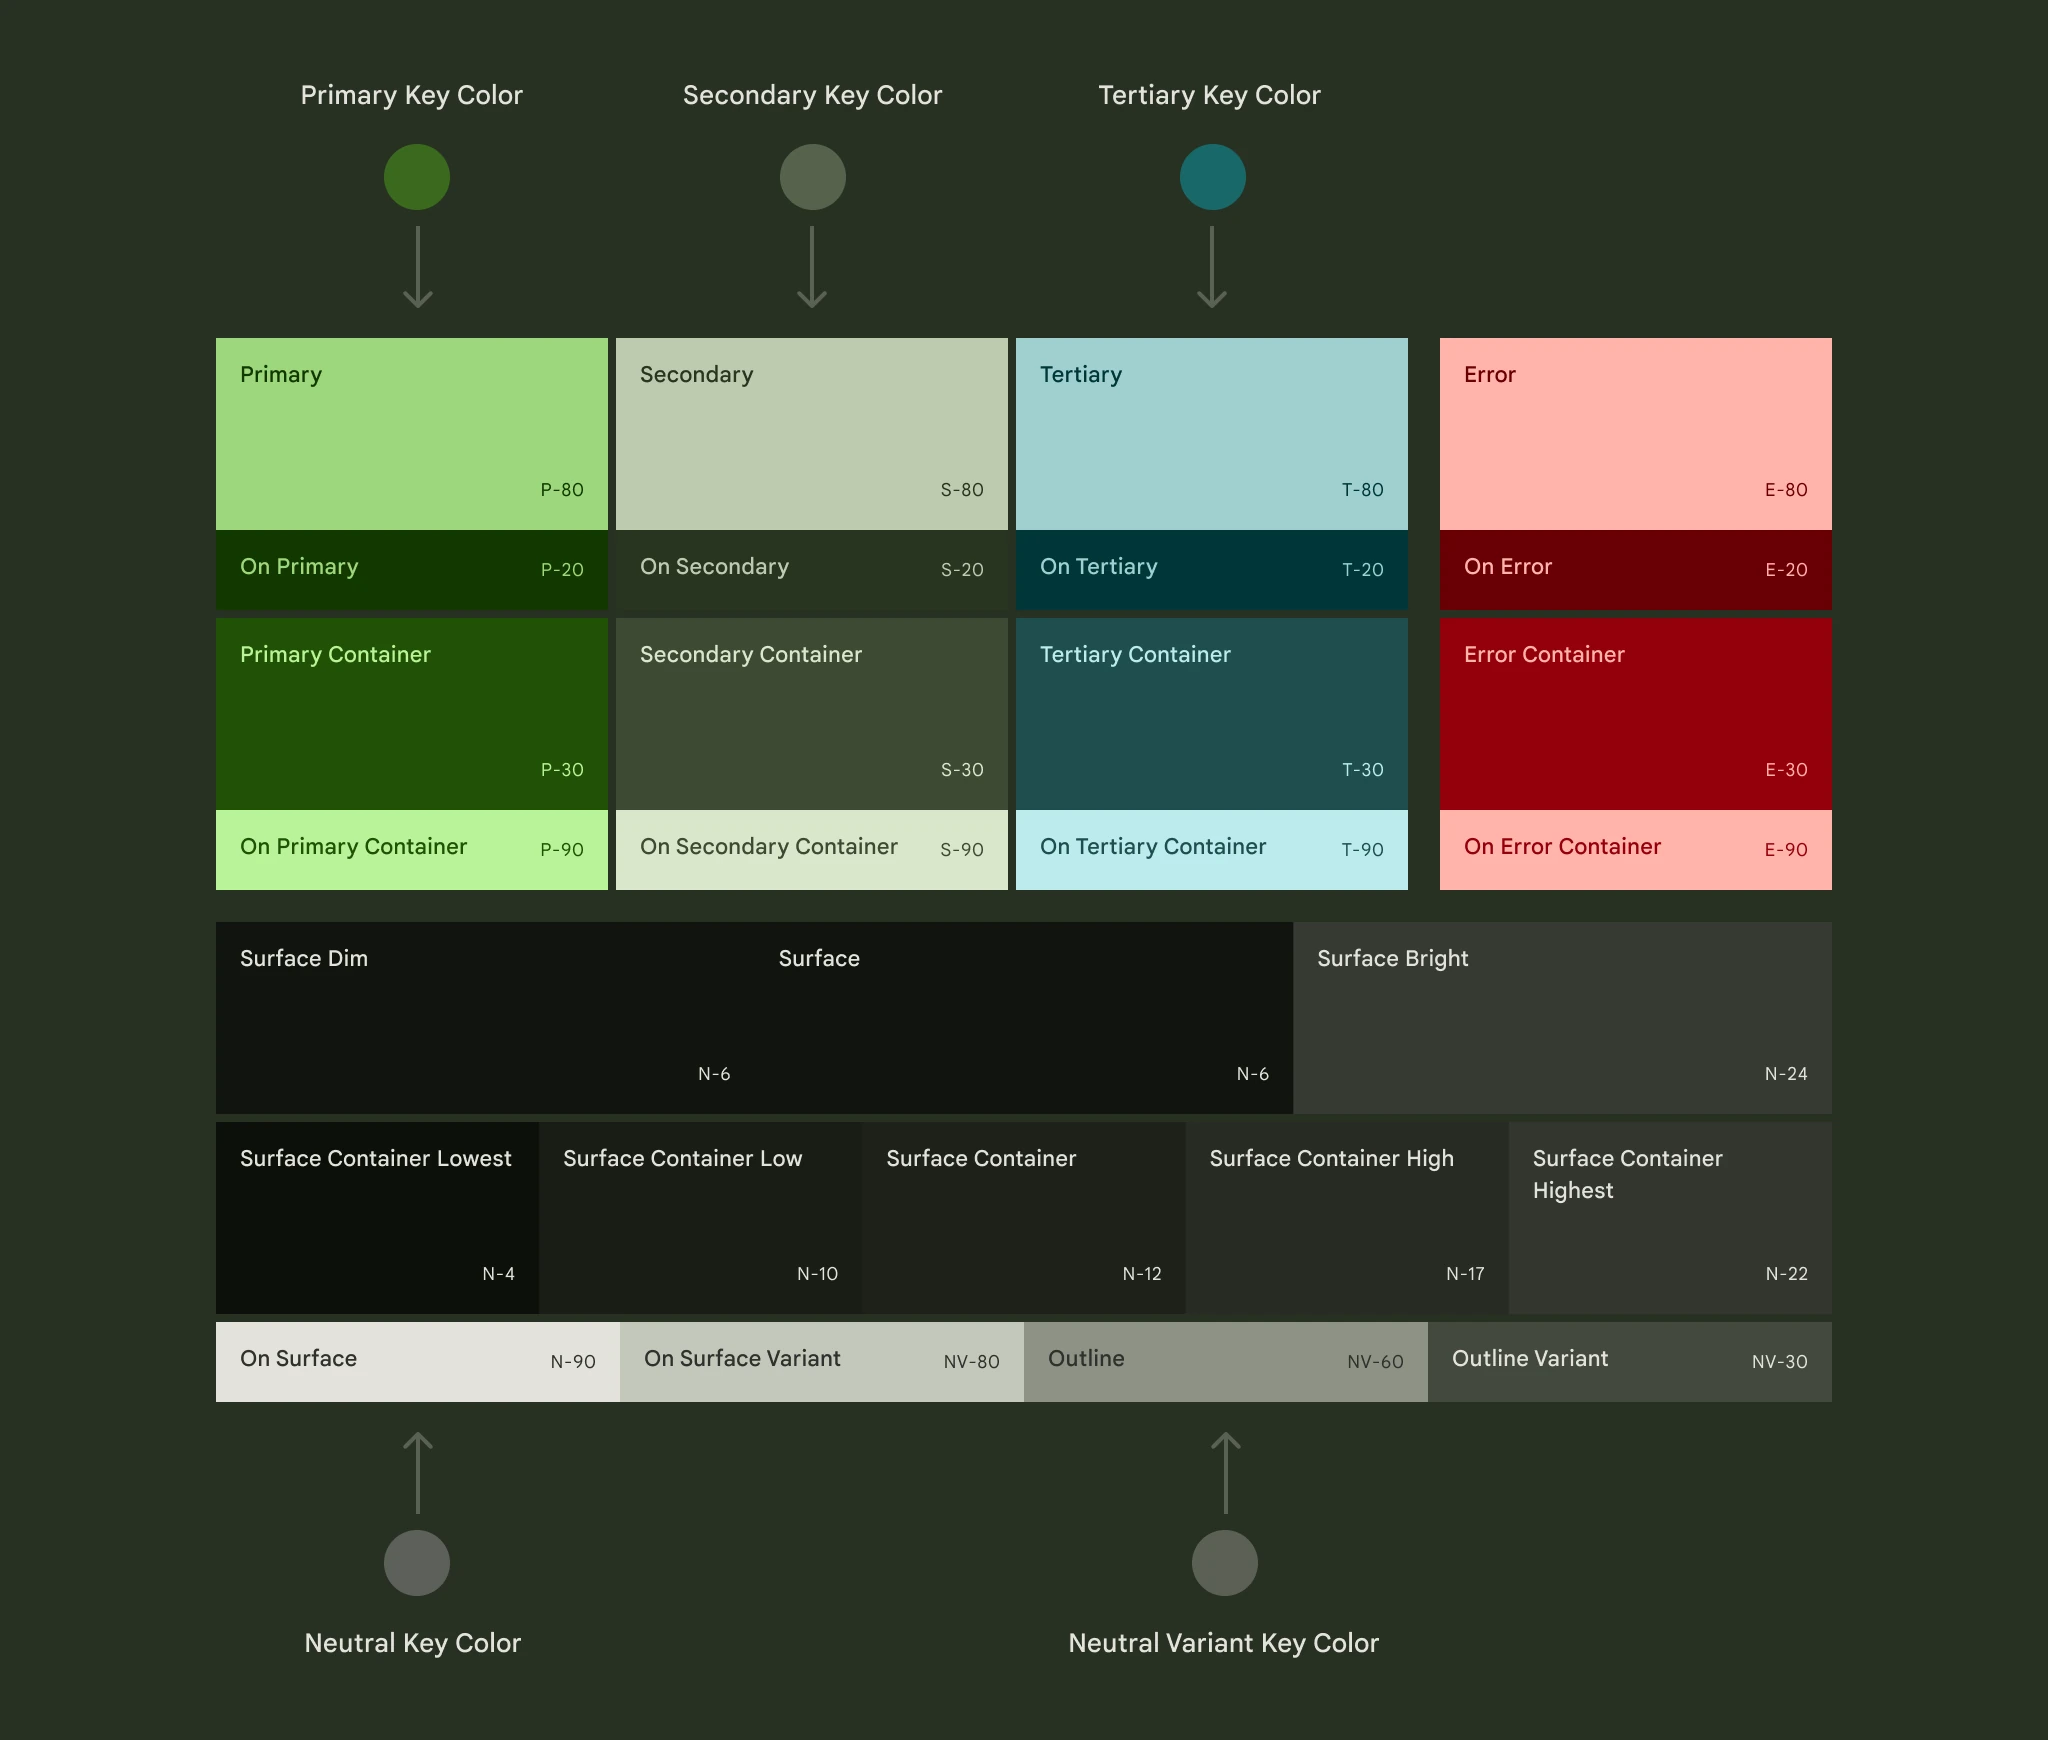 Primary Key Color
Secondary Key Color
Tertiary Key Color
Primary
P-80
Secondary
S-80
Tertiary
T-80
Error
E-80
On Primary
P-20
On Secondary
S-20
On Tertiary
T-20
On Error
E-20
Primary Container
P-30
Secondary Container
S-30
Tertiary Container
T-30
Error Container
E-30
On Primary Container
P-90
On Secondary Container
S-90
On Tertiary Container
T-90
On Error Container
E-90
Surface Dim
N-6
Surface
N-6
Surface Bright
N-24
Surface Container Lowest
N-4
Surface Container Low
N-10
Surface Container
N-12
Surface Container High
N-17
Surface Container
Highest
N-22
On Surface
N-90
On Surface Variant
NV-80
Outline
NV-60
Outline Variant
NV-30
Neutral Key Color
Neutral Variant Key Color